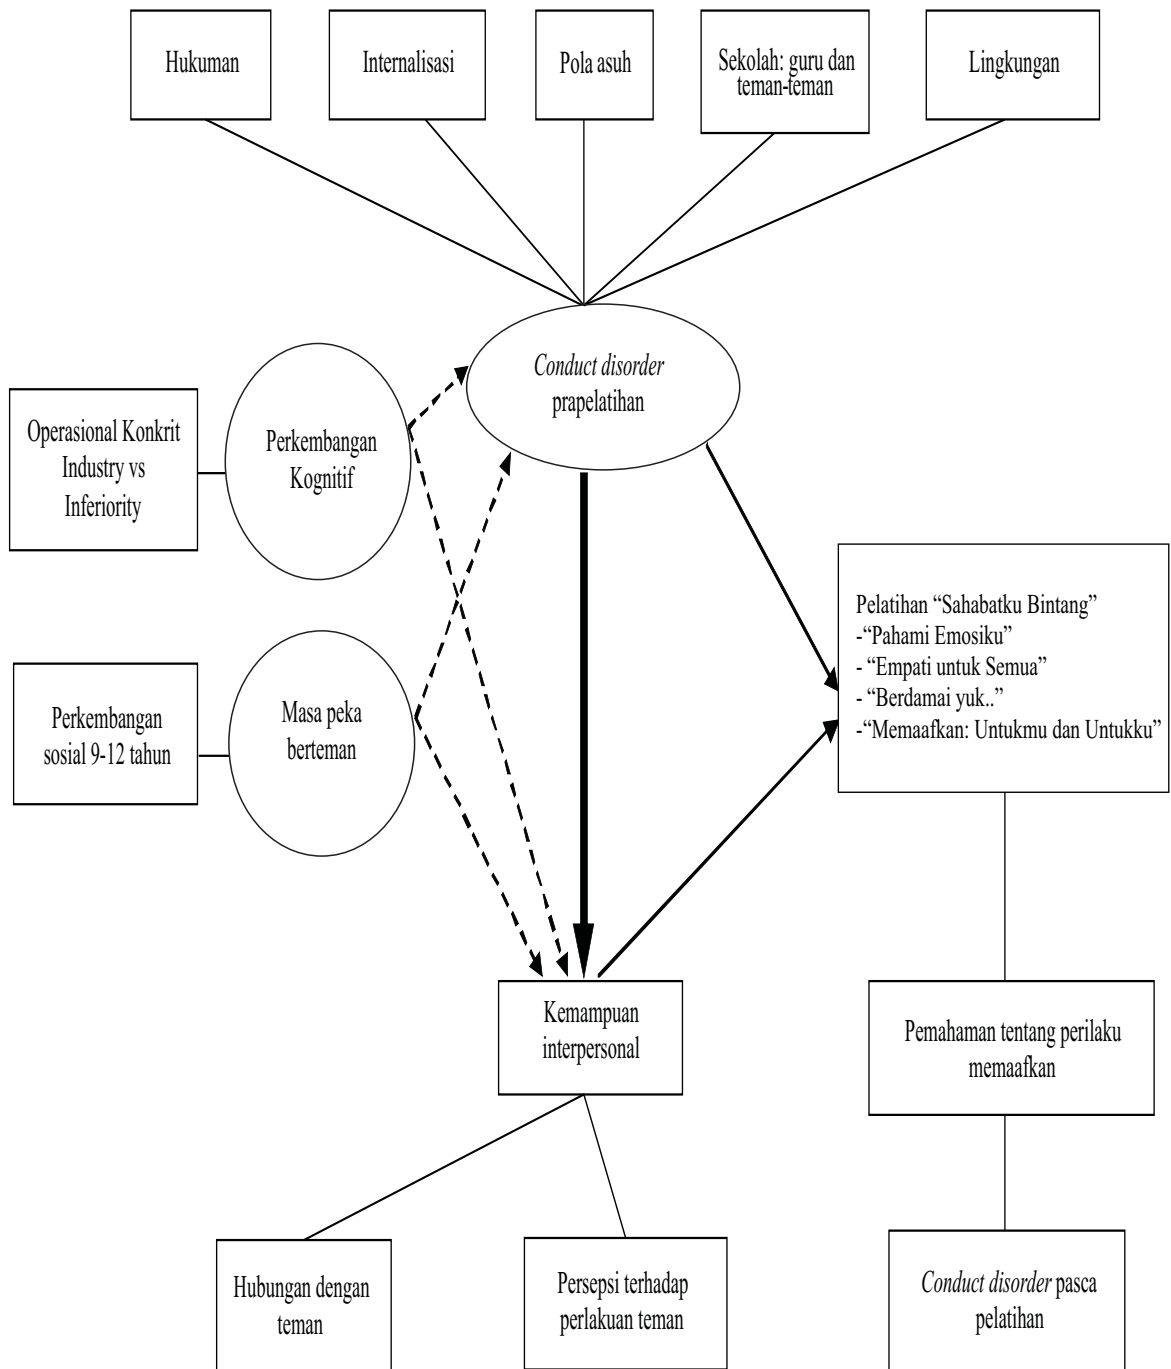 Hukuman
Internalisasi
Pola asuh
Sekolah: guru dan
teman-teman
Lingkungan
Conduct disorder
prapelatihan
Operasional Konkrit
Industry vs
Inferiority
Perkembangan
Kognitif
Pelatihan “Sahabatku Bintang”
-“Pahami Emosiku”
- “Empati untuk Semua”
- “Berdamai yuk..”
-“Memaafkan: Untukmu dan Untukku”
Perkembangan
sosial 9-12 tahun
Masa peka
berteman
Kemampuan
interpersonal
Pemahaman tentang perilaku
memaafkan
Hubungan dengan
teman
Persepsi terhadap
perlakuan teman
Conduct disorder pasca
pelatihan